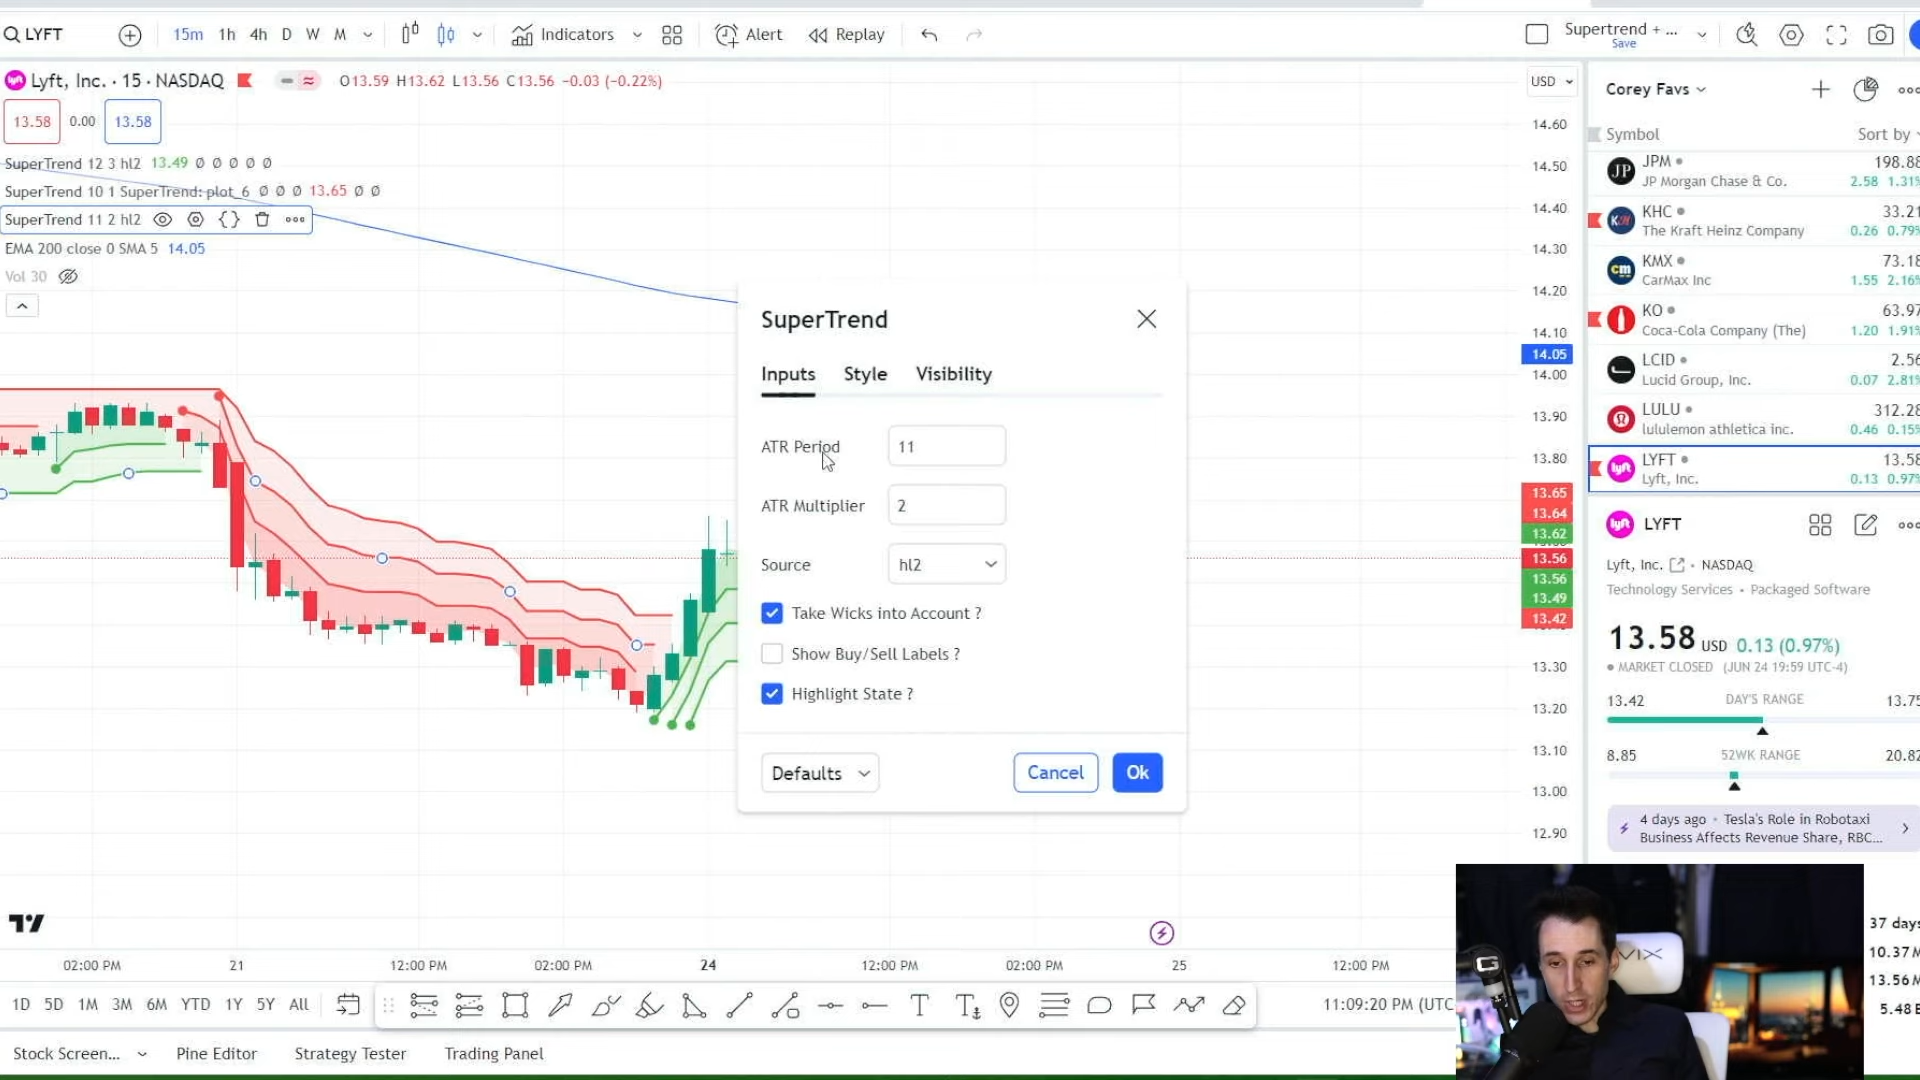 LYFT
15m 1h 4h D W M
Indicators
Alert
Replay
Supertrend + ...
Save
Lyft, Inc. · 15 · NASDAQ
O13.59 H13.62 L13.56 C13.56 −0.03 (−0.22%)
13.58 0.00 13.58
SuperTrend 12 3 hl2 13.49 Ø Ø Ø Ø Ø
SuperTrend 10 1 SuperTrend: plot_6 Ø Ø Ø 13.65 Ø Ø
SuperTrend 11 2 hl2
EMA 200 close 0 SMA 5 14.05
Vol 30
USD
14.60
14.50
14.40
14.30
14.20
14.10
14.05
14.00
13.90
13.80
13.65
13.64
13.62
13.56
13.56
13.49
13.42
13.30
13.20
13.10
13.00
12.90
SuperTrend
Inputs Style Visibility
ATR Period 11
ATR Multiplier 2
Source hl2
Take Wicks into Account ?
Show Buy/Sell Labels ?
Highlight State ?
Defaults
Cancel
Ok
02:00 PM 21 12:00 PM 02:00 PM 24 12:00 PM 02:00 PM 25 12:00 PM
1D 5D 1M 3M 6M YTD 1Y 5Y All
11:09:20 PM (UTC
Stock Screen... Pine Editor Strategy Tester Trading Panel
Corey Favs
Symbol Sort by
JPM 198.88
JP Morgan Chase & Co. 2.58 1.31%
KHC 33.21
The Kraft Heinz Company 0.26 0.79%
KMX 73.18
CarMax Inc 1.55 2.16%
KO 63.97
Coca-Cola Company (The) 1.20 1.91%
LCID 2.56
Lucid Group, Inc. 0.07 2.81%
LULU 312.28
lululemon athletica inc. 0.46 0.15%
LYFT 13.58
Lyft, Inc. 0.13 0.97%
LYFT
Lyft, Inc. • NASDAQ
Technology Services • Packaged Software
13.58 USD 0.13 (0.97%)
MARKET CLOSED (JUN 24 19:59 UTC-4)
13.42 DAY'S RANGE 13.75
8.85 52WK RANGE 20.82
4 days ago • Tesla's Role in Robotaxi
Business Affects Revenue Share, RBC...
37 days
10.37M
13.56M
5.48